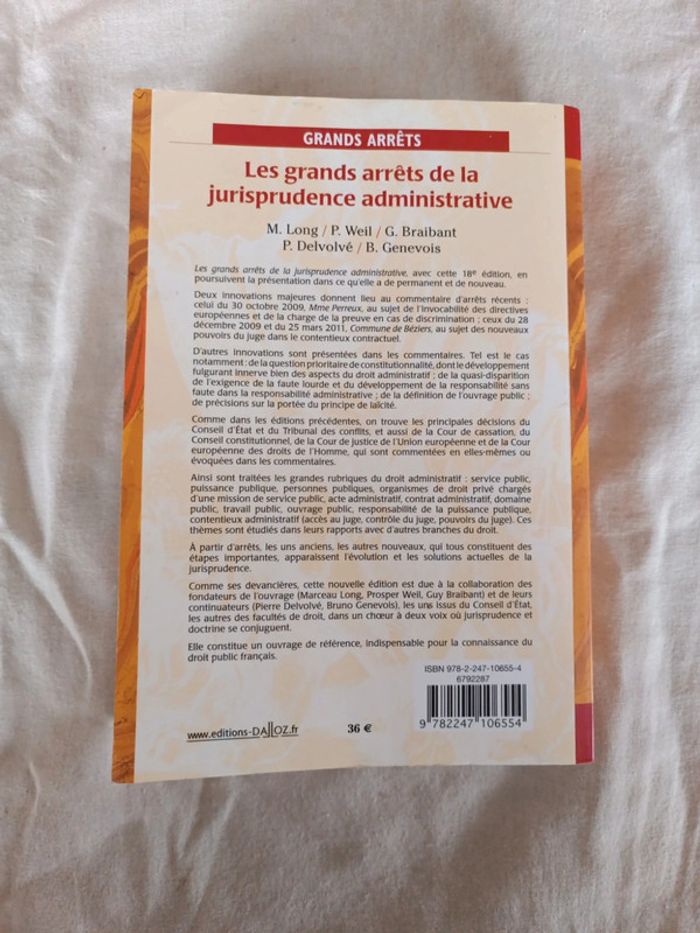 GRANDS ARRÊTS
Les grands arrêts de la
jurisprudence administrative
M. Long / P. Weil / G. Braibant
P. Delvolvé / B. Genevois
Les grands arrêts de la jurisprudence administrative, avec cette 18e édition, en
poursuivent la présentation dans ce qu'elle a de permanent et de nouveau.
Deux innovations majeures donnent lieu au commentaire d'arrêts récents :
celui du 30 octobre 2009, Mme Perreux, au sujet de l'invocabilité des directives
européennes et de la charge de la preuve en cas de discrimination ; ceux du 28
décembre 2009 et du 25 mars 2011, Commune de Béziers, au sujet des nouveaux
pouvoirs du juge dans le contentieux contractuel.
D'autres innovations sont présentées dans les commentaires. Tel est le cas
notamment : de la question prioritaire de constitutionnalité, dont le développement
fulgurant innerve bien des aspects du droit administratif ; de la quasi-disparition
de l'exigence de la faute lourde et du développement de la responsabilité sans
faute dans la responsabilité administrative ; de la définition de l'ouvrage public ;
de précisions sur la portée du principe de laïcité.
Comme dans les éditions précédentes, on trouve les principales décisions du
Conseil d'État et du Tribunal des conflits, et aussi de la Cour de cassation, du
Conseil constitutionnel, de la Cour de justice de l'Union européenne et de la Cour
européenne des droits de l'Homme, qui sont commentées en elles-mêmes ou
évoquées dans les commentaires.
Ainsi sont traitées les grandes rubriques du droit administratif : service public,
puissance publique, personnes publiques, organismes de droit privé chargés
d'une mission de service public, acte administratif, contrat administratif, domaine
public, travail public, ouvrage public, responsabilité de la puissance publique,
contentieux administratif (accès au juge, contrôle du juge, pouvoirs du juge). Ces
thèmes sont étudiés dans leurs rapports avec d'autres branches du droit.
À partir d'arrêts, les uns anciens, les autres nouveaux, qui tous constituent des
étapes importantes, apparaissent l'évolution et les solutions actuelles de la
jurisprudence.
Comme ses devancières, cette nouvelle édition est due à la collaboration des
fondateurs de l'ouvrage (Marceau Long, Prosper Weil, Guy Braibant) et de leurs
continuateurs (Pierre Delvolvé, Bruno Genevois), les uns issus du Conseil d'État,
les autres des facultés de droit, dans un chœur à deux voix où jurisprudence et
doctrine se conjuguent.
Elle constitue un ouvrage de référence, indispensable pour la connaissance du
droit public français.
ISBN 978-2-247-10655-4
6792287
9 782247 106554
www.editions-DALLOZ.fr
36 €